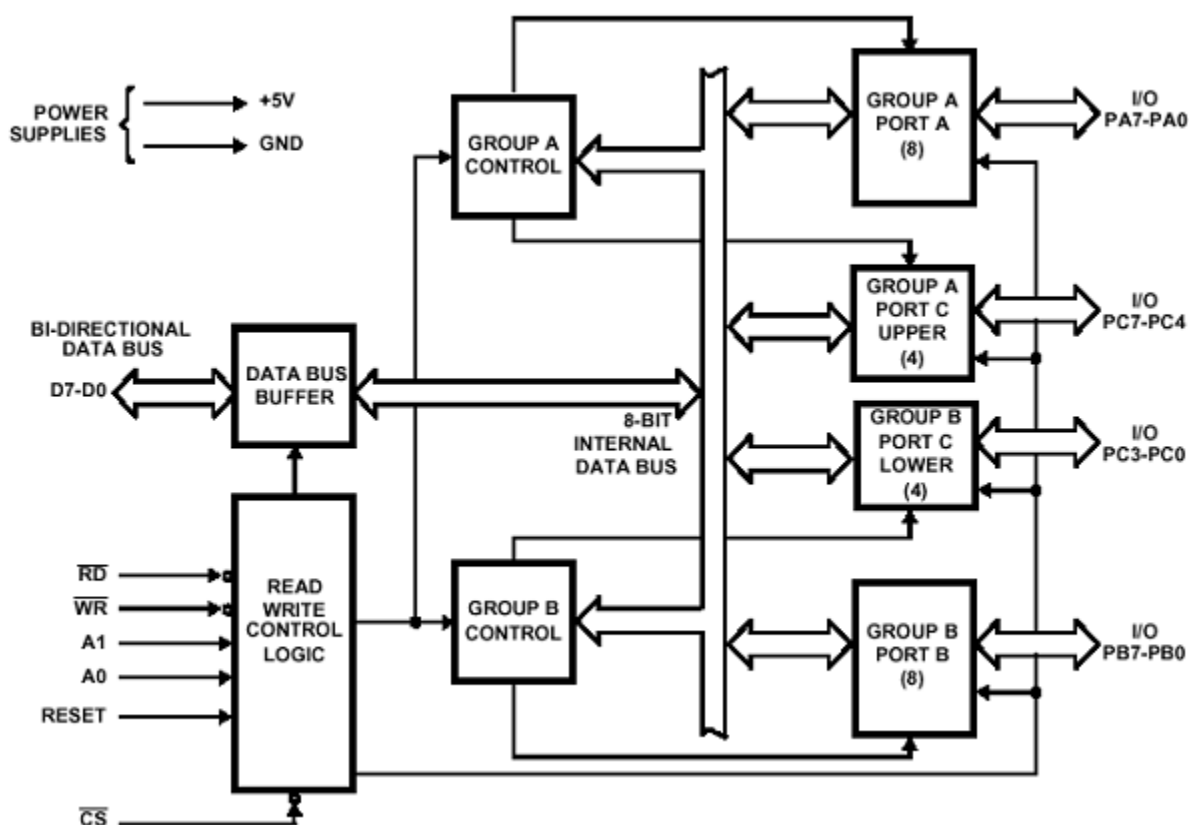 POWER
SUPPLIES
+5V
GND
GROUP A
CONTROL
GROUP A
PORT A
(8)
I/O
PA7-PA0
GROUP A
PORT C
UPPER
(4)
I/O
PC7-PC4
BI-DIRECTIONAL
DATA BUS
D7-D0
DATA BUS
BUFFER
8-BIT
INTERNAL
DATA BUS
GROUP B
PORT C
LOWER
(4)
I/O
PC3-PC0
RD
WR
A1
A0
RESET
CS
READ
WRITE
CONTROL
LOGIC
GROUP B
CONTROL
GROUP B
PORT B
(8)
I/O
PB7-PB0